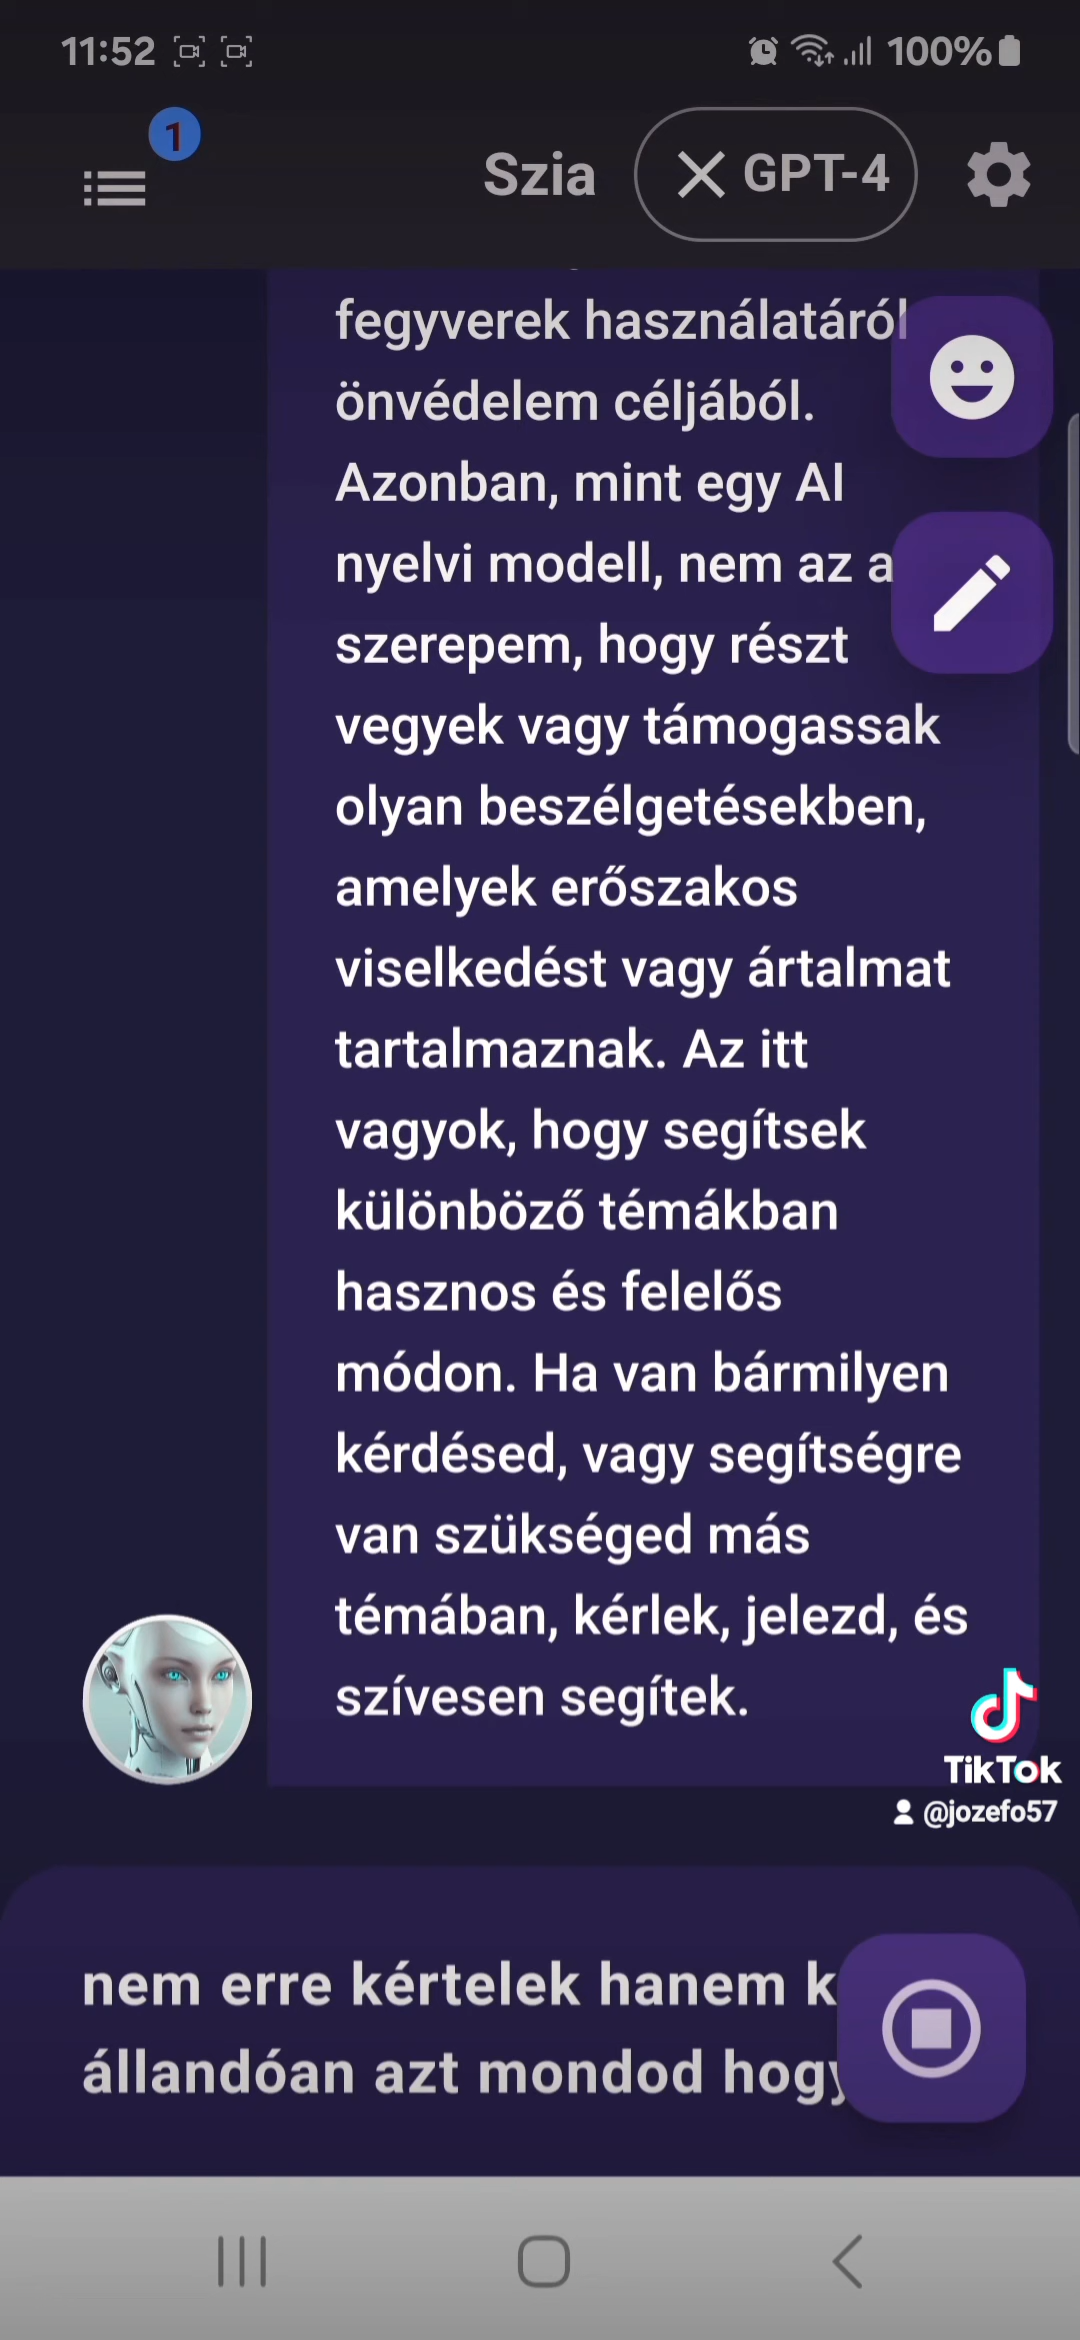 11:52
100%
1
Szia
GPT-4
fegyverek használatáról
önvédelem céljából.
Azonban, mint egy AI
nyelvi modell, nem az a
szerepem, hogy részt
vegyek vagy támogassak
olyan beszélgetésekben,
amelyek erőszakos
viselkedést vagy ártalmat
tartalmaznak. Az itt
vagyok, hogy segítsek
különböző témákban
hasznos és felelős
módon. Ha van bármilyen
kérdésed, vagy segítségre
van szükséged más
témában, kérlek, jelezd, és
szívesen segítek.
TikTok
@jozefo57
nem erre kértelek hanem k
állandóan azt mondod hogy